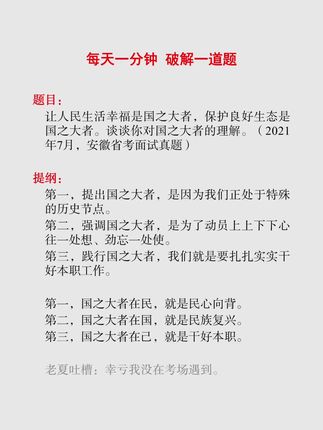 每天一分钟 破解一道题
题目：
让人民生活幸福是国之大者，保护良好生态是
国之大者。谈谈你对国之大者的理解。（2021
年7月，安徽省考面试真题）
提纲：
第一，提出国之大者，是因为我们正处于特殊
的历史节点。
第二，强调国之大者，是为了动员上上下下心
往一处想、劲忘一处使。
第三，践行国之大者，我们就是要扎扎实实干
好本职工作。
第一，国之大者在民，就是民心向背。
第二，国之大者在国，就是民族复兴。
第三，国之大者在己，就是干好本职。
老夏吐槽：幸亏我没在考场遇到。